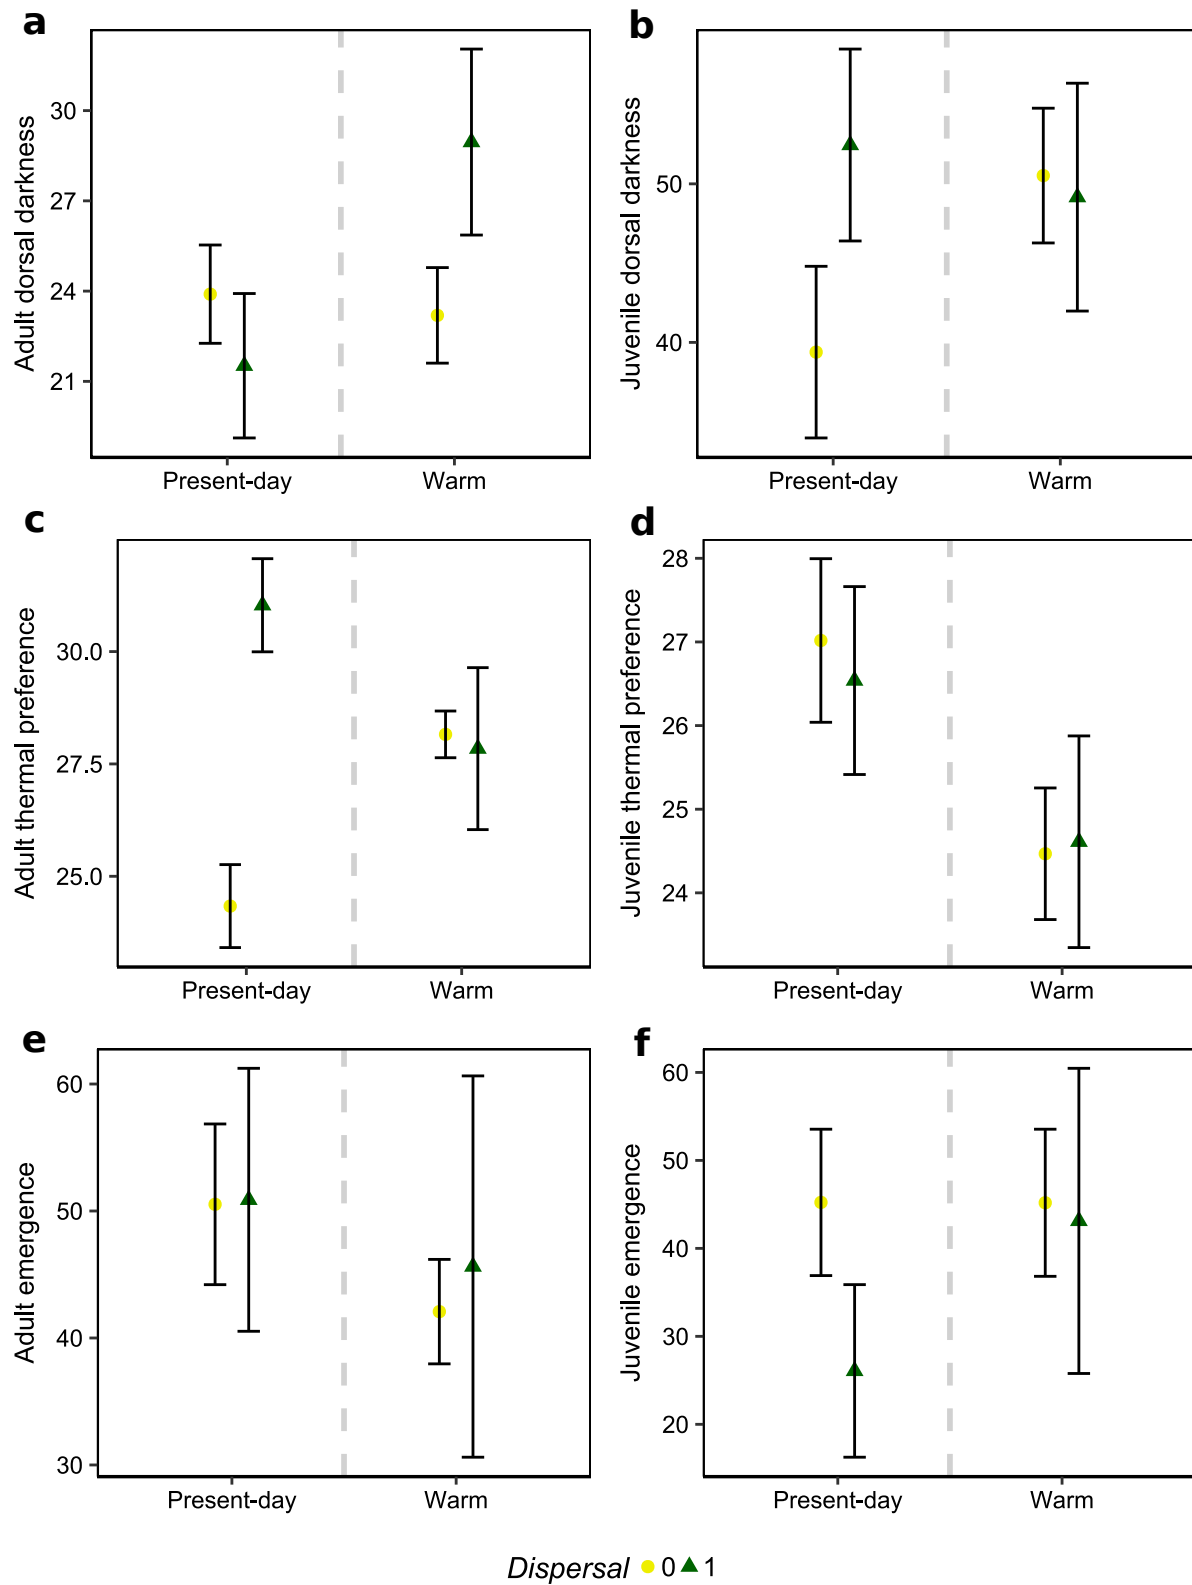 a
Adult dorsal darkness
30
27
24
21
Present-day Warm
b
Juvenile dorsal darkness
50
40
Present-day Warm
c
Adult thermal preference
30.0
27.5
25.0
Present-day Warm
d
Juvenile thermal preference
28
27
26
25
24
Present-day Warm
e
Adult emergence
60
50
40
30
Present-day Warm
f
Juvenile emergence
60
50
40
30
20
Present-day Warm
Dispersal 0 1